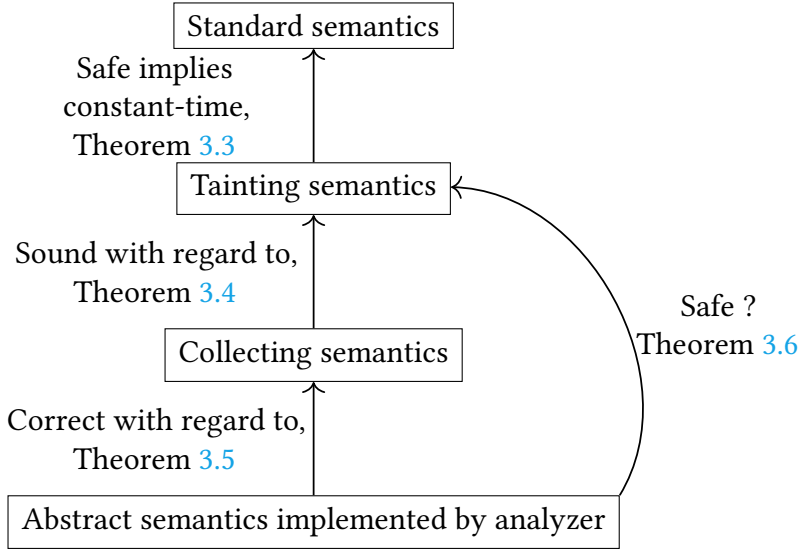 Standard semantics
Safe implies
constant-time,
Theorem 3.3
Tainting semantics
Sound with regard to,
Theorem 3.4
Safe ?
Theorem 3.6
Collecting semantics
Correct with regard to,
Theorem 3.5
Abstract semantics implemented by analyzer